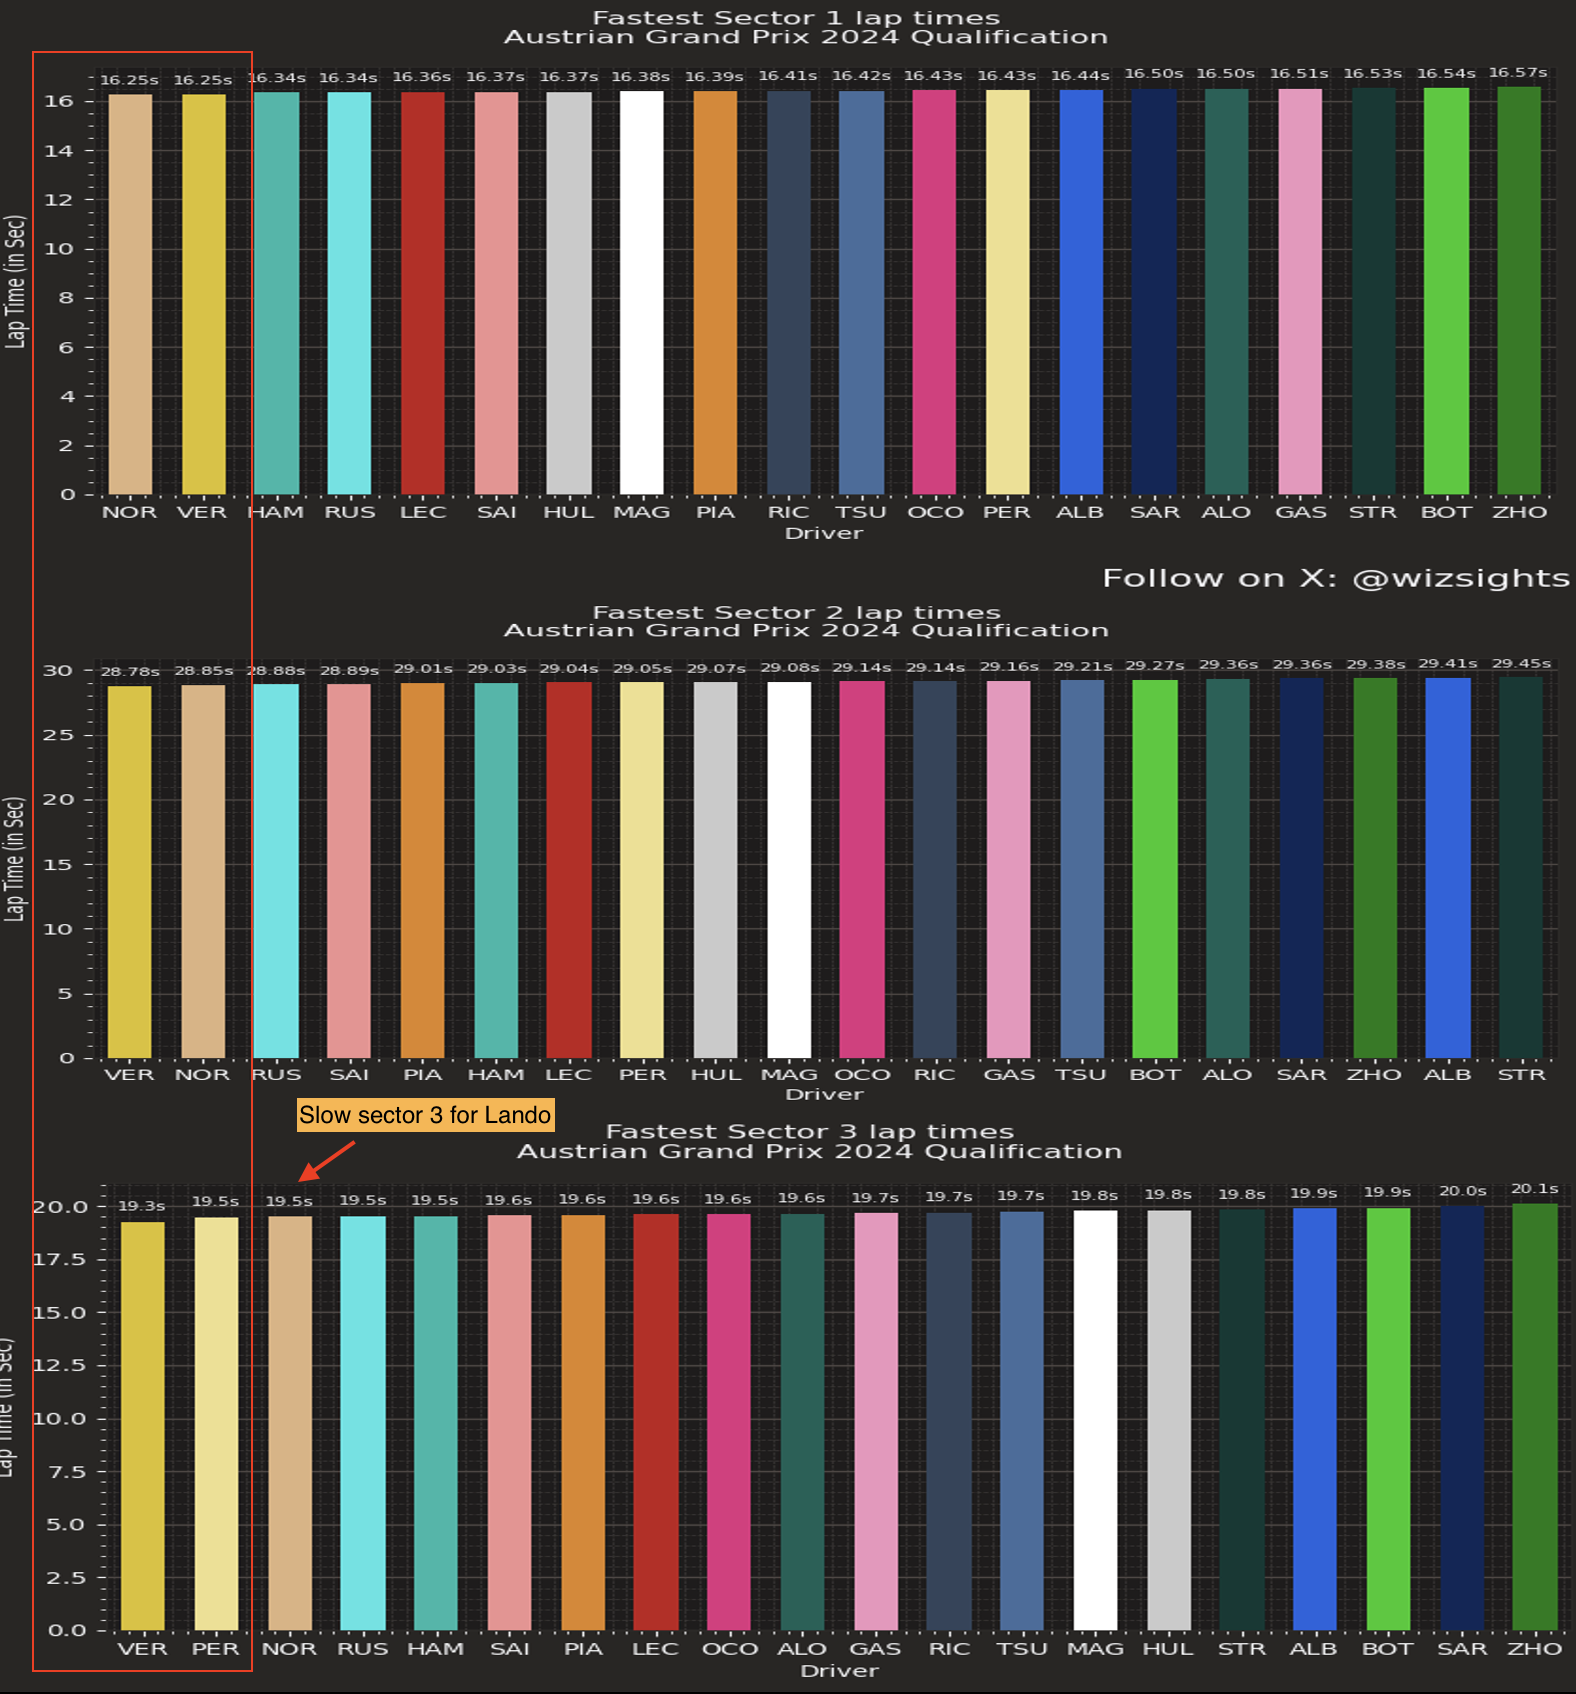 Fastest Sector 1 lap times
Austrian Grand Prix 2024 Qualification
16.25s 16.25s 16.34s 16.34s 16.36s 16.37s 16.37s 16.38s 16.39s 16.41s 16.42s 16.43s 16.43s 16.44s 16.50s 16.50s 16.51s 16.53s 16.54s 16.57s
16
14
12
10
8
6
4
2
0
Lap Time (in Sec)
NOR VER HAM RUS LEC SAI HUL MAG PIA RIC TSU OCO PER ALB SAR ALO GAS STR BOT ZHO
Driver
Follow on X: @wizsights
Fastest Sector 2 lap times
Austrian Grand Prix 2024 Qualification
28.78s 28.85s 28.88s 28.89s 29.01s 29.03s 29.04s 29.05s 29.07s 29.08s 29.14s 29.14s 29.16s 29.21s 29.27s 29.36s 29.36s 29.38s 29.41s 29.45s
30
25
20
15
10
5
0
Lap Time (in Sec)
VER NOR RUS SAI PIA HAM LEC PER HUL MAG OCO RIC GAS TSU BOT ALO SAR ZHO ALB STR
Driver
Slow sector 3 for Lando
Fastest Sector 3 lap times
Austrian Grand Prix 2024 Qualification
19.3s 19.5s 19.5s 19.5s 19.5s 19.6s 19.6s 19.6s 19.6s 19.6s 19.7s 19.7s 19.7s 19.8s 19.8s 19.8s 19.9s 19.9s 20.0s 20.1s
20.0
17.5
15.0
12.5
10.0
7.5
5.0
2.5
0.0
Lap Time (in Sec)
VER PER NOR RUS HAM SAI PIA LEC OCO ALO GAS RIC TSU MAG HUL STR ALB BOT SAR ZHO
Driver